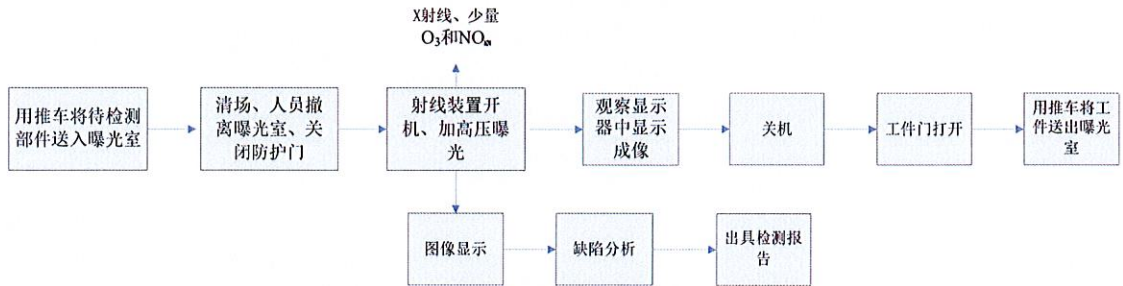 X射线、少量
O₃和NOₓ
用推车将待检测
部件送入曝光室
清场、人员撤
离曝光室、关
闭防护门
射线装置开
机、加高压曝
光
观察显示
器中显示
成像
关机
工件门打开
用推车将工
件送出曝光
室
图像显示
缺陷分析
出具检测报
告